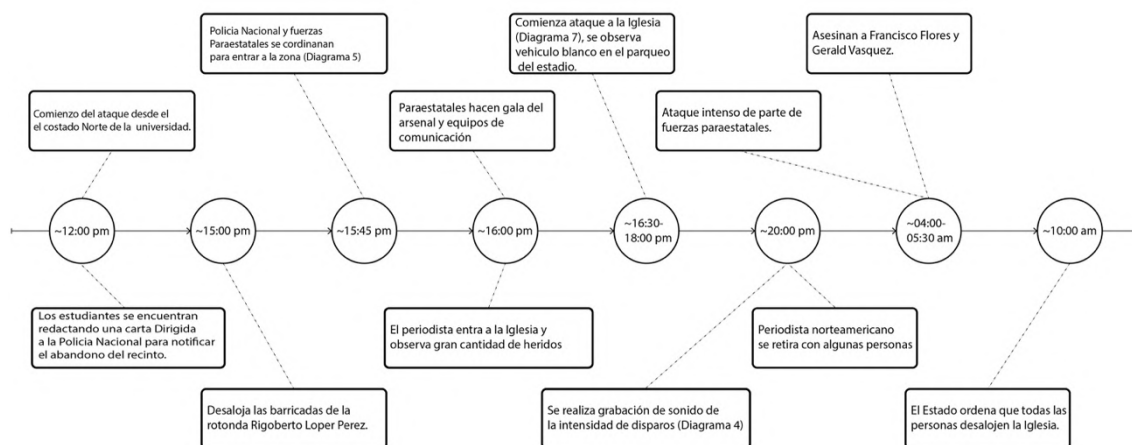 Policia Nacional y fuerzas
Paraestatales se cordinanan
para entrar a la zona (Diagrama 5)
Comienza ataque a la Iglesia
(Diagrama 7), se observa
vehiculo blanco en el parqueo
del estadio.
Asesinan a Francisco Flores y
Gerald Vasquez.
Comienzo del ataque desde el
el costado Norte de la universidad.
Paraestatales hacen gala del
arsenal y equipos de
comunicación
Ataque intenso de parte de
fuerzas paraestatales.
~12:00 pm
~15:00 pm
~15:45 pm
~16:00 pm
~16:30-
18:00 pm
~20:00 pm
~04:00-
05:30 am
~10:00 am
Los estudiantes se encuentran
redactando una carta Dirigida
a la Policia Nacional para notificar
el abandono del recinto.
El periodista entra a la Iglesia y
observa gran cantidad de heridos
Periodista norteamericano
se retira con algunas personas
Desaloja las barricadas de la
rotonda Rigoberto Loper Perez.
Se realiza grabación de sonido de
la intensidad de disparos (Diagrama 4)
El Estado ordena que todas las
personas desalojen la Iglesia.